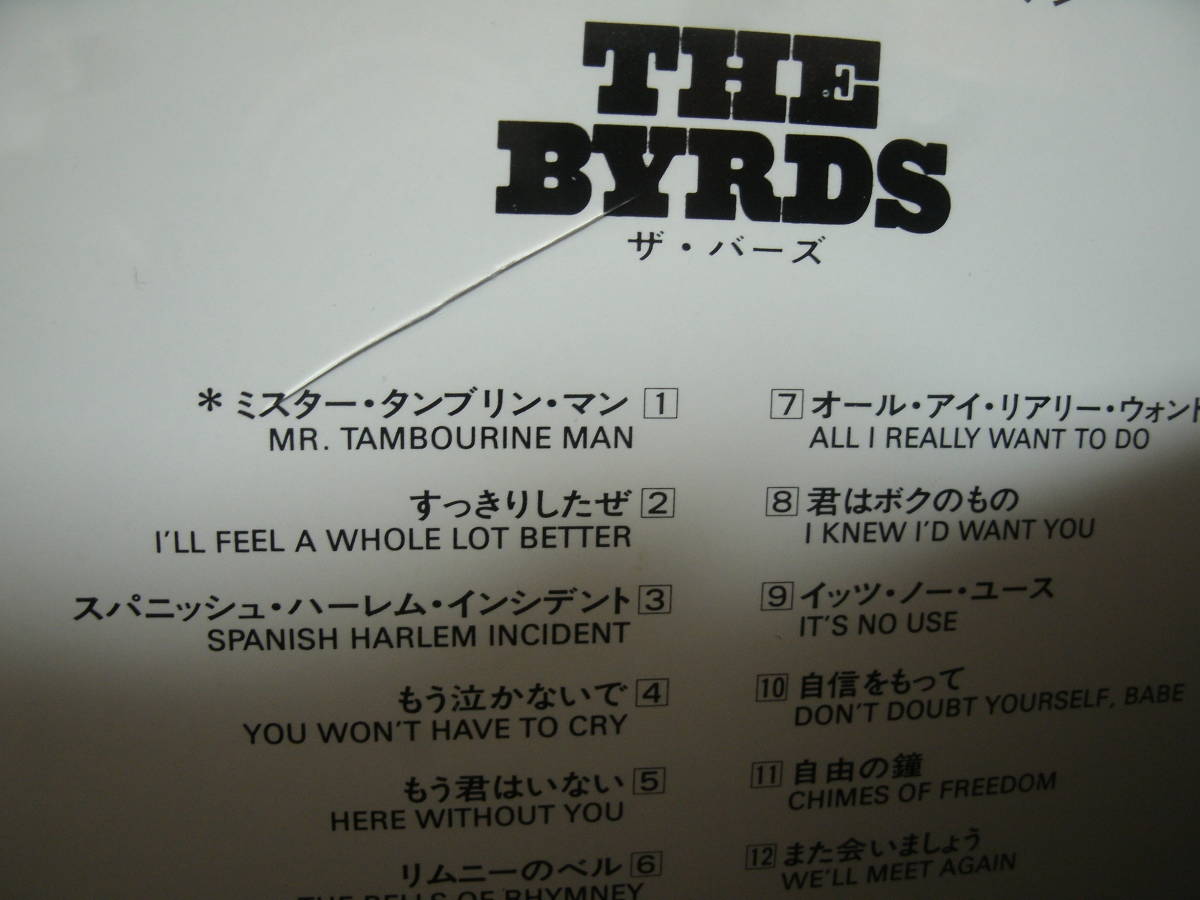 THE
BYRDS
ザ・バーズ
*ミスター・タンブリン・マン 1
MR. TAMBOURINE MAN
すっきりしたぜ 2
I'LL FEEL A WHOLE LOT BETTER
スパニッシュ・ハーレム・インシデント 3
SPANISH HARLEM INCIDENT
もう泣かないで 4
YOU WON'T HAVE TO CRY
もう君はいない 5
HERE WITHOUT YOU
リムニーのベル 6
THE BELLS OF RHYMNEY
7 オール・アイ・リアリー・ウォント
ALL I REALLY WANT TO DO
8 君はボクのもの
I KNEW I'D WANT YOU
9 イッツ・ノー・ユース
IT'S NO USE
10 自信をもって
DON'T DOUBT YOURSELF, BABE
11 自由の鐘
CHIMES OF FREEDOM
12 また会いましょう
WE'LL MEET AGAIN